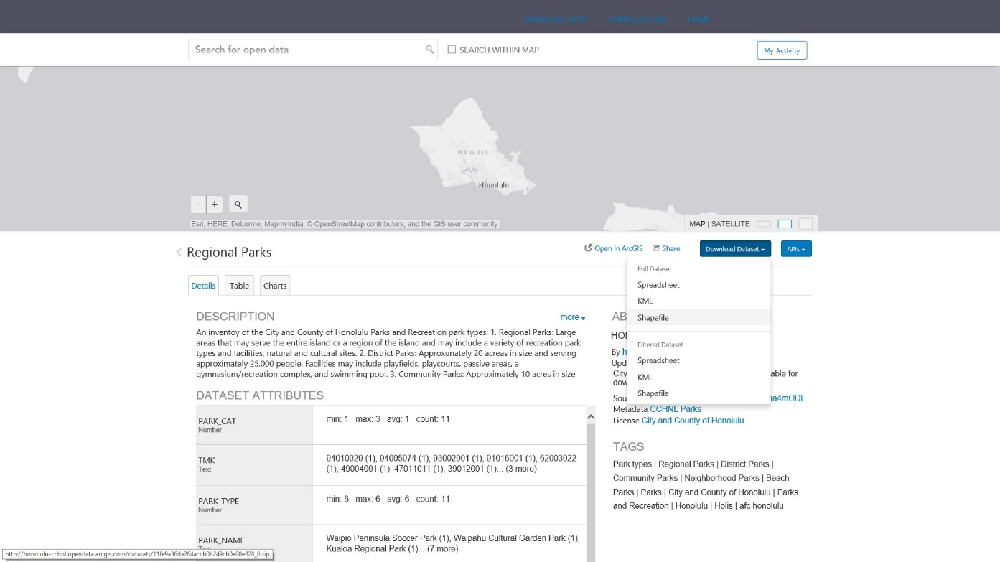 HONOLULU.GOV HONOLULU GIS HOME
Search for open data
SEARCH WITHIN MAP
My Activity
HAWAII
Honolulu
− +
Esri, HERE, DeLorme, MapmyIndia, © OpenStreetMap contributors, and the GIS user community
MAP | SATELLITE
Regional Parks
Open In ArcGIS
Share
Download Dataset
APIs
Full Dataset
Spreadsheet
KML
Shapefile
Filtered Dataset
Spreadsheet
KML
Shapefile
Details
Table
Charts
DESCRIPTION
more
An inventoy of the City and County of Honolulu Parks and Recreation park types: 1. Regional Parks: Large
areas that may serve the entire island or a region of the island and may include a variety of recreation park
types and facilities, natural and cultural sites. 2. District Parks: Approxunately 20 acres in size and serving
approximately 25,000 people. Facilities may include playfields, playcourts, passive areas, a
gymnasium/recreation complex, and swimming pool. 3. Community Parks: Approximately 10 acres in size
DATASET ATTRIBUTES
PARK_CAT
Number
min: 1 max: 3 avg: 1 count: 11
TMK
Text
94010029 (1), 94005074 (1), 93002001 (1), 91016001 (1), 62003022
(1), 49004001 (1), 47011011 (1), 39012001 (1)... (3 more)
PARK_TYPE
Number
min: 6 max: 6 avg: 6 count: 11
PARK_NAME
Text
Waipio Peninsula Soccer Park (1), Waipahu Cultural Garden Park (1),
Kualoa Regional Park (1)... (7 more)
AB
HO
By h
Upd
City
able for
dow
Sou
na4mODL
Metadata CCHNL Parks
License City and County of Honolulu
TAGS
Park types | Regional Parks | District Parks |
Community Parks | Neighborhood Parks | Beach
Parks | Parks | City and County of Honolulu | Parks
and Recreation | Honolulu | Holis | afc honolulu
http://honolulu-cchnl.opendata.arcgis.com/datasets/11fe9a36da264accb0b249cb0e00e828_0.zip